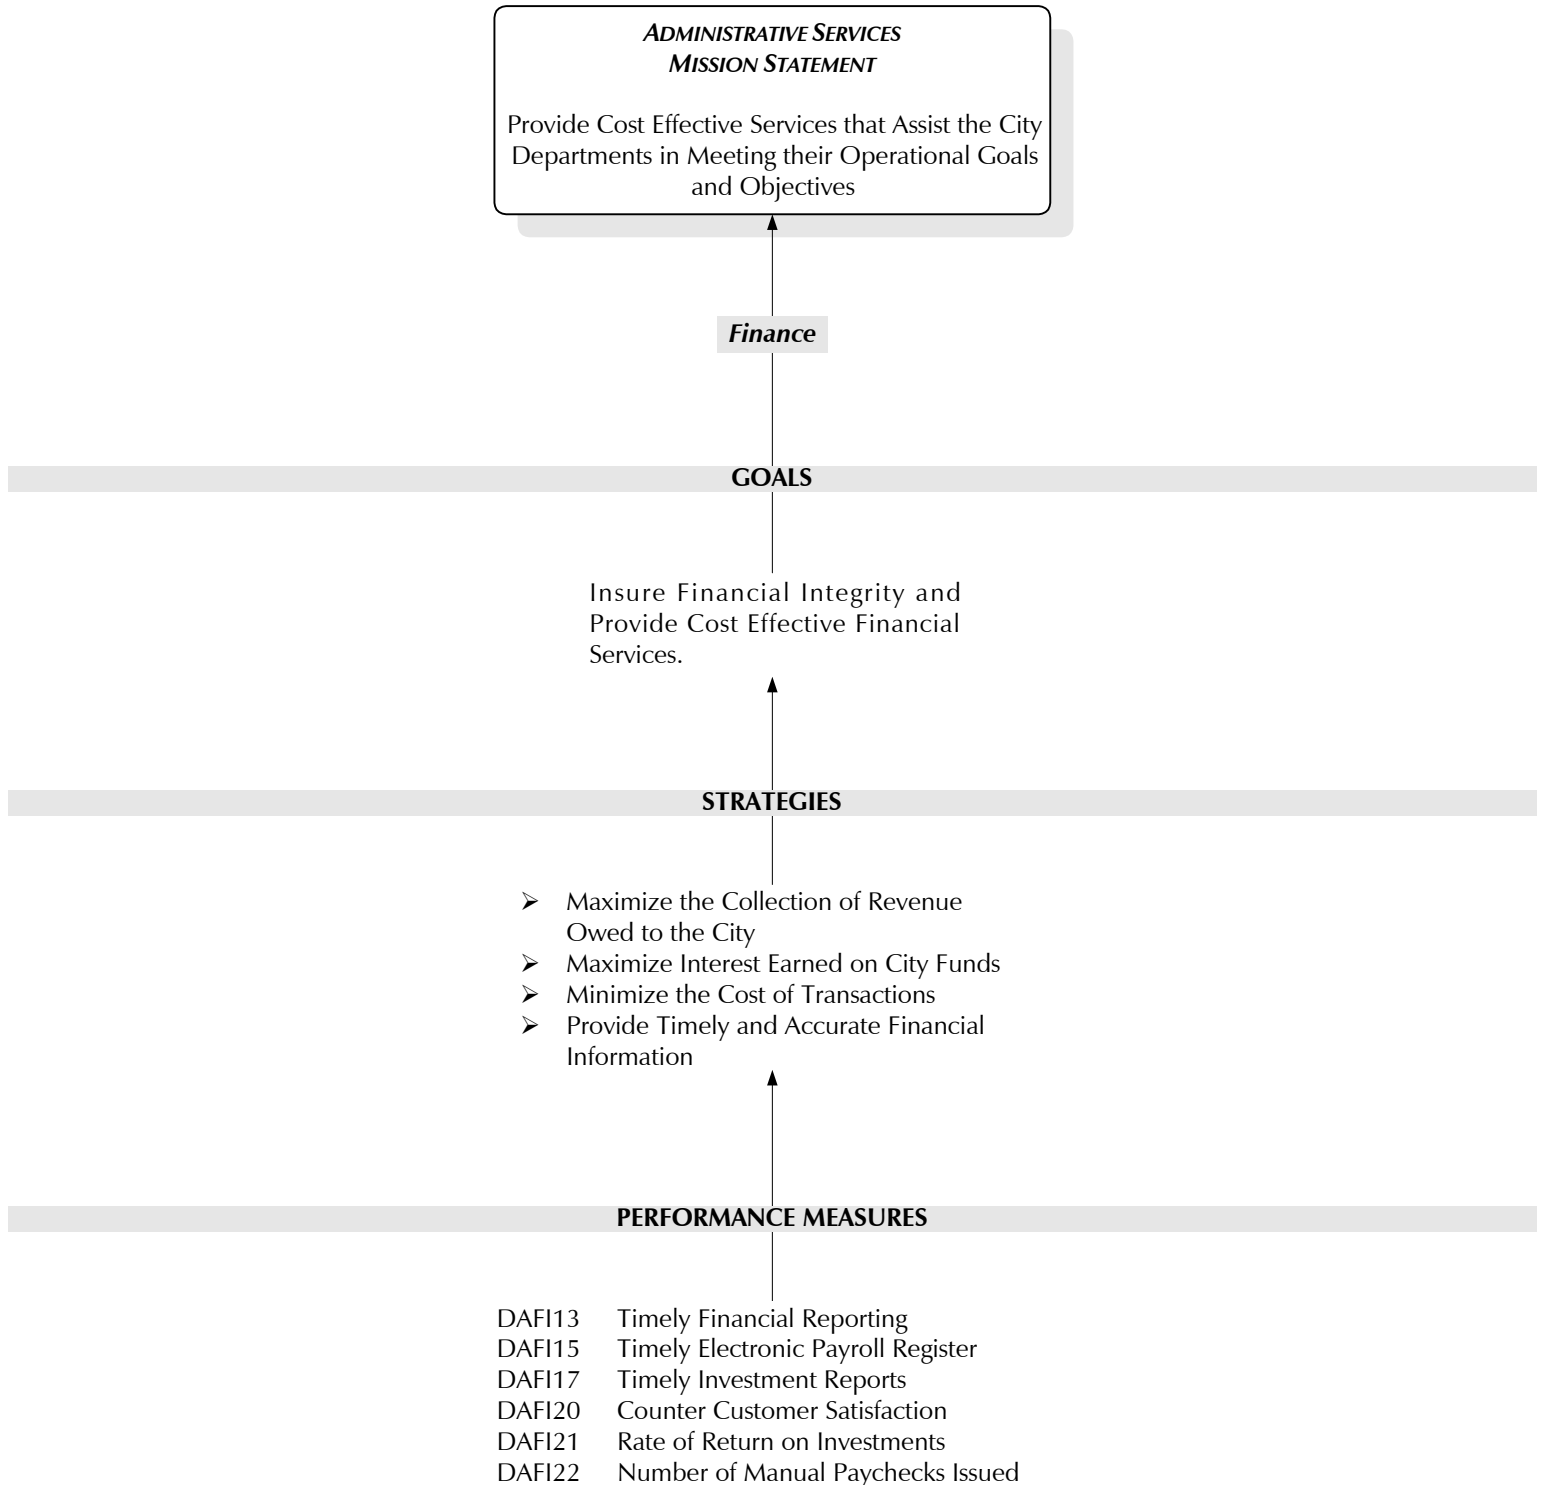 ADMINISTRATIVE SERVICES
MISSION STATEMENT
Provide Cost Effective Services that Assist the City
Departments in Meeting their Operational Goals
and Objectives
Finance
GOALS
Insure Financial Integrity and
Provide Cost Effective Financial
Services.
STRATEGIES
➢ Maximize the Collection of Revenue
Owed to the City
➢ Maximize Interest Earned on City Funds
➢ Minimize the Cost of Transactions
➢ Provide Timely and Accurate Financial
Information
PERFORMANCE MEASURES
DAFI13 Timely Financial Reporting
DAFI15 Timely Electronic Payroll Register
DAFI17 Timely Investment Reports
DAFI20 Counter Customer Satisfaction
DAFI21 Rate of Return on Investments
DAFI22 Number of Manual Paychecks Issued